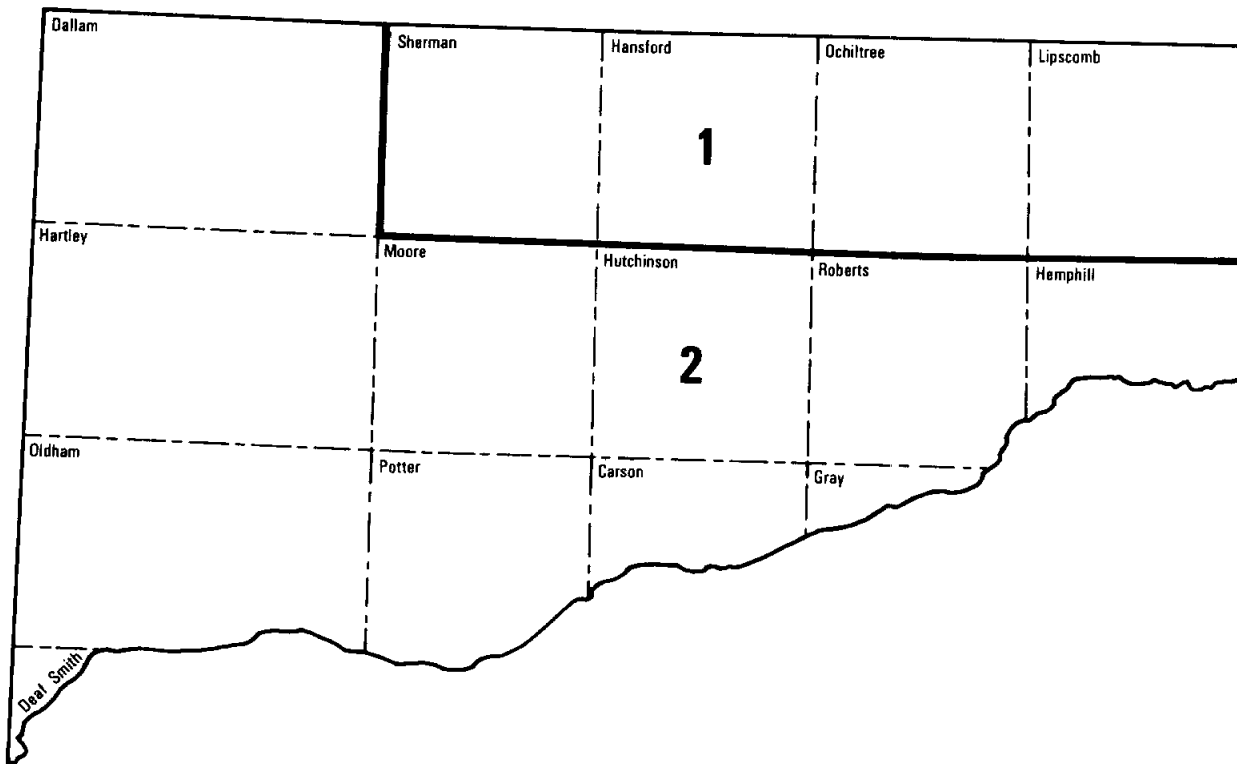 Dallam
Sherman
Hansford
Ochiltree
Lipscomb
1
Hartley
Moore
Hutchinson
Roberts
Hemphill
2
Oldham
Potter
Carson
Gray
Deaf Smith